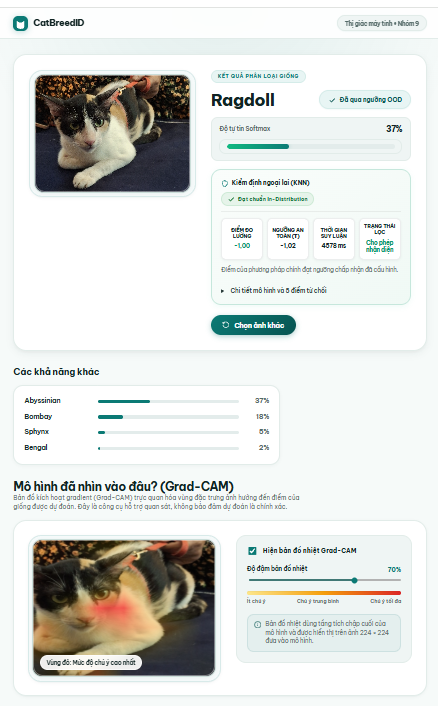 CatBreedID
Thị giác máy tính • Nhóm 9
KẾT QUẢ PHÂN LOẠI GIỐNG
Ragdoll
Đã qua ngưỡng OOD
Độ tự tin Softmax
37%
Kiểm định ngoại lai (KNN)
Đạt chuẩn In-Distribution
ĐIỂM ĐO
LƯỜNG
-1,00
NGƯỠNG AN
TOÀN (T)
-1,02
THỜI GIAN
SUY LUẬN
4578 ms
TRẠNG THÁI
LỌC
Cho phép
nhận diện
Điểm của phương pháp chính đạt ngưỡng chấp nhận đã cấu hình.
Chi tiết mô hình và 5 điểm từ chối
Chọn ảnh khác
Các khả năng khác
Abyssinian
37%
Bombay
18%
Sphynx
5%
Bengal
2%
Mô hình đã nhìn vào đâu? (Grad-CAM)
Bản đồ kích hoạt gradient (Grad-CAM) trực quan hóa vùng đặc trưng ảnh hưởng đến điểm của
giống được dự đoán. Đây là công cụ hỗ trợ quan sát, không bảo đảm dự đoán là chính xác.
Vùng đỏ: Mức độ chú ý cao nhất
Hiện bản đồ nhiệt Grad-CAM
Độ đậm bản đồ nhiệt
70%
Ít chú ý
Chú ý trung bình
Chú ý tối đa
Bản đồ nhiệt dùng tầng tích chập cuối của
mô hình và được hiển thị trên ảnh 224 × 224
đưa vào mô hình.